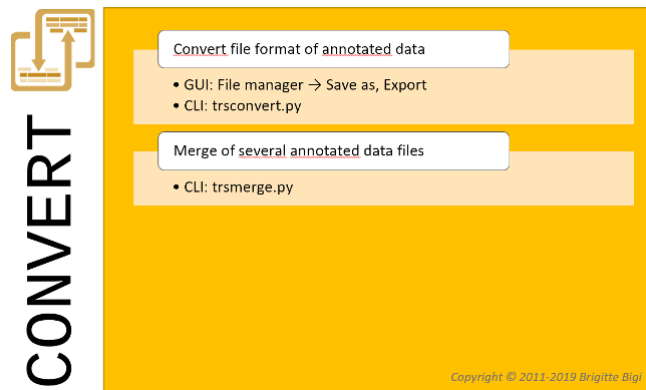 CONVERT
Convert file format of annotated data
• GUI: File manager → Save as, Export
• CLI: trsconvert.py
Merge of several annotated data files
• CLI: trsmerge.py
Copyright © 2011-2019 Brigitte Bigi